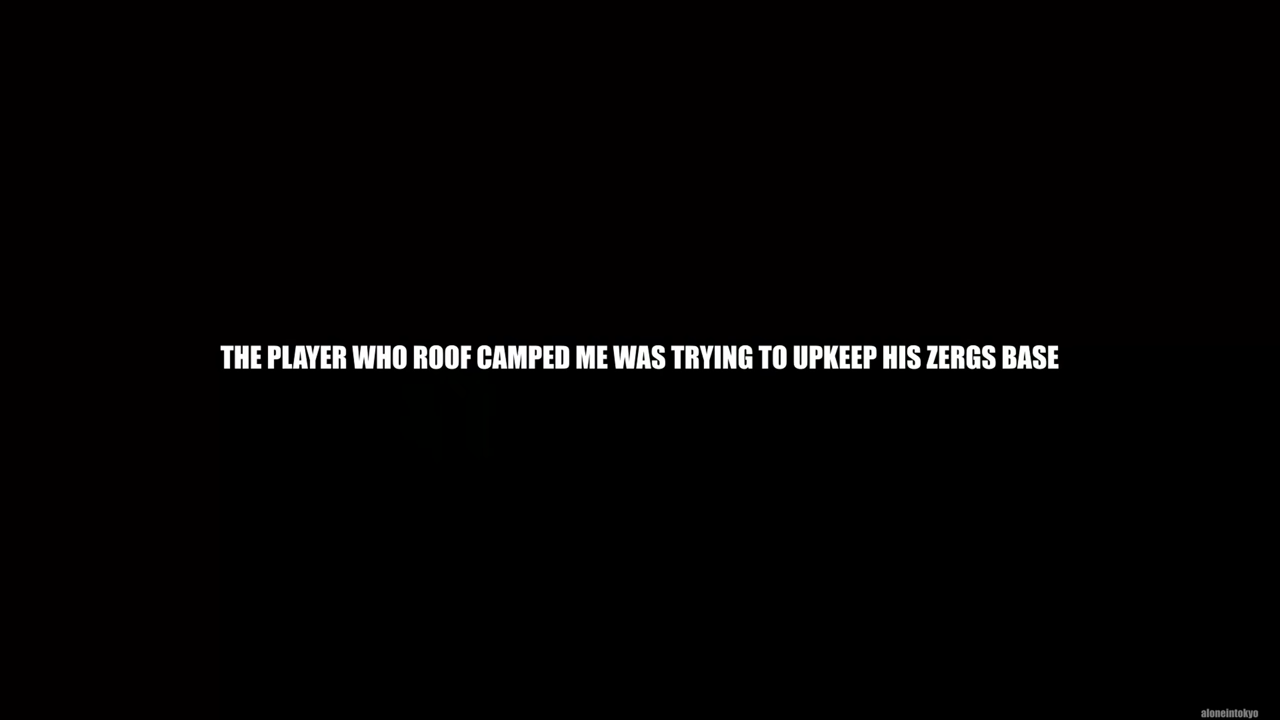 THE PLAYER WHO ROOF CAMPED ME WAS TRYING TO UPKEEP HIS ZERGS BASE
aloneintokyo